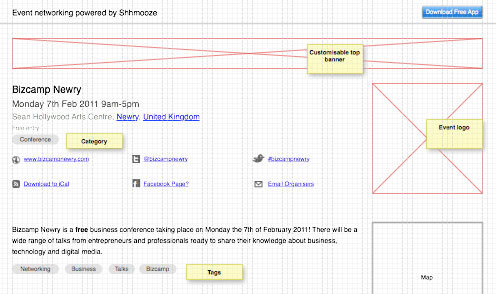 Event networking powered by Shhmooze
Download Free App
Customisable top
banner
Bizcamp Newry
Monday 7th Feb 2011 9am-5pm
Sean Hollywood Arts Centre, Newry, United Kingdom
Free entry
Conference
Category
Event logo
www.bizcampnewry.com
@bizcampnewry
#bizcampnewry
Download to iCal
Facebook Page?
Email Organisers
Bizcamp Newry is a free business conference taking place on Monday the 7th of February 2011! There will be a
wide range of talks from entrepreneurs and professionals ready to share their knowledge about business,
technology and digital media.
Networking
Business
Talks
Bizcamp
Tags
Map